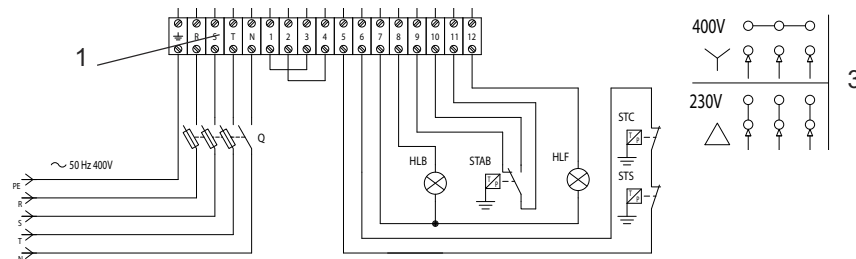 ⏚ R S T N 1 2 3 4 5 6 7 8 9 10 11 12
1
400V
3
230V
Q
STC
T P
~ 50 Hz 400V
HLB
STAB
HLF
T P
STS
T P
PE
R
S
T
N